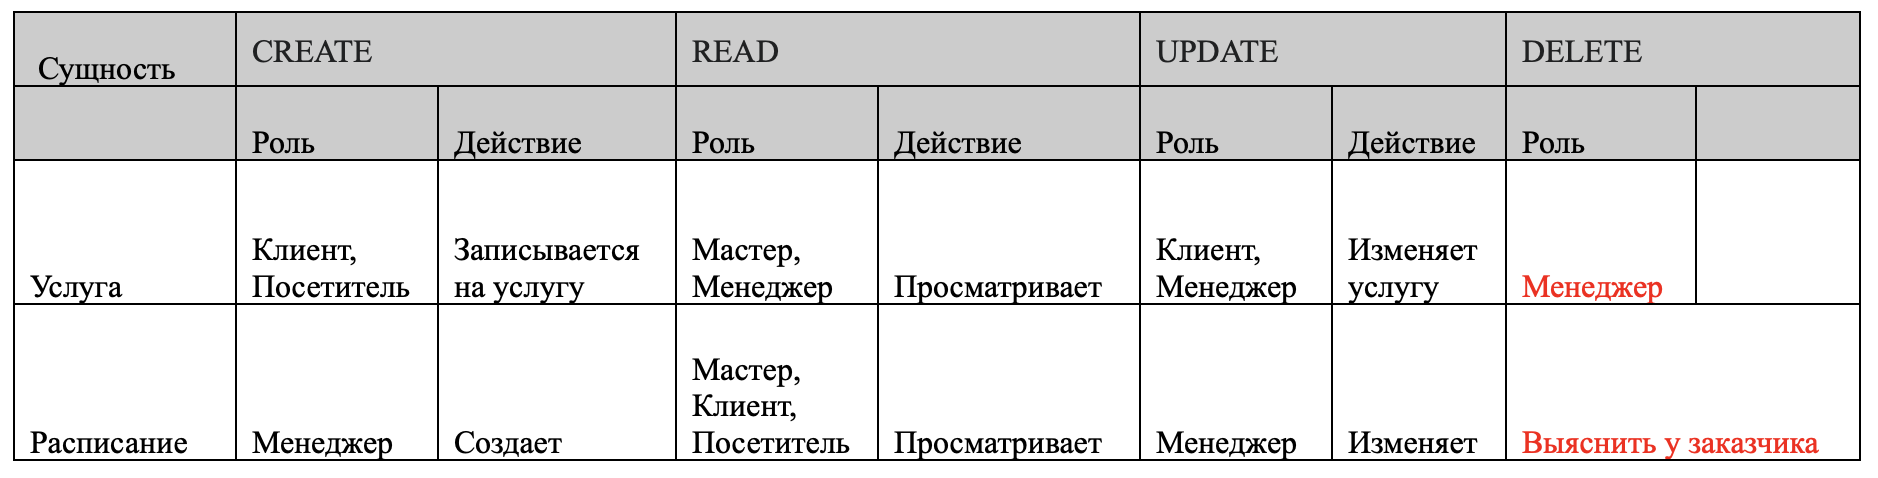 Сущность
CREATE
READ
UPDATE
DELETE
Роль
Действие
Роль
Действие
Роль
Действие
Роль
Услуга
Клиент,
Посетитель
Записывается
на услугу
Мастер,
Менеджер
Просматривает
Клиент,
Менеджер
Изменяет
услугу
Менеджер
Расписание
Менеджер
Создает
Мастер,
Клиент,
Посетитель
Просматривает
Менеджер
Изменяет
Выяснить у заказчика